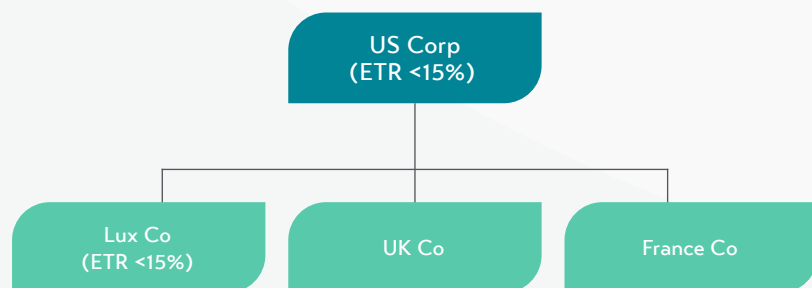 US Corp
(ETR <15%)
Lux Co
(ETR <15%)
UK Co
France Co